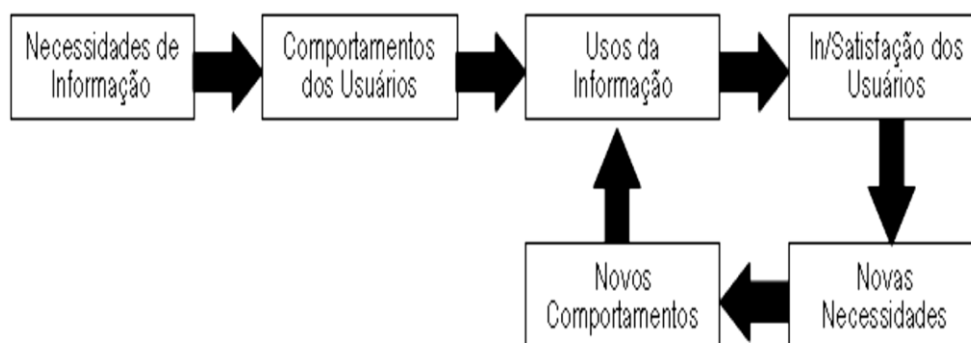 Necessidades de
Informação
Comportamentos
dos Usuários
Usos da
Informação
In/Satisfação dos
Usuários
Novos
Comportamentos
Novas
Necessidades